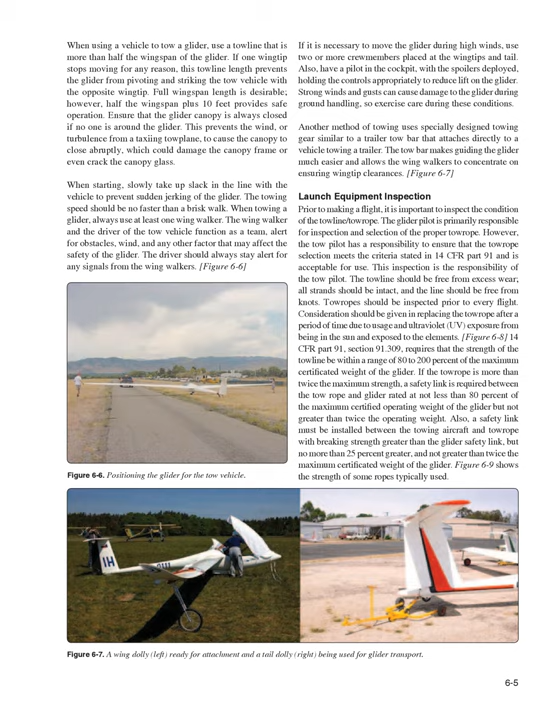 When using a vehicle to tow a glider, use a towline that is
more than half the wingspan of the glider. If one wingtip
stops moving for any reason, this towline length prevents
the glider from pivoting and striking the tow vehicle with
the opposite wingtip. Full wingspan length is desirable;
however, half the wingspan plus 10 feet provides safe
operation. Ensure that the glider canopy is always closed
if no one is around the glider. This prevents the wind, or
turbulence from a taxiing towplane, to cause the canopy to
close abruptly, which could damage the canopy frame or
even crack the canopy glass.
When starting, slowly take up slack in the line with the
vehicle to prevent sudden jerking of the glider. The towing
speed should be no faster than a brisk walk. When towing a
glider, always use at least one wing walker. The wing walker
and the driver of the tow vehicle function as a team, alert
for obstacles, wind, and any other factor that may affect the
safety of the glider. The driver should always stay alert for
any signals from the wing walkers. [Figure 6-6]
Figure 6-6. Positioning the glider for the tow vehicle.
If it is necessary to move the glider during high winds, use
two or more crewmembers placed at the wingtips and tail.
Also, have a pilot in the cockpit, with the spoilers deployed,
holding the controls appropriately to reduce lift on the glider.
Strong winds and gusts can cause damage to the glider during
ground handling, so exercise care during these conditions.
Another method of towing uses specially designed towing
gear similar to a trailer tow bar that attaches directly to a
vehicle towing a trailer. The tow bar makes guiding the glider
much easier and allows the wing walkers to concentrate on
ensuring wingtip clearances. [Figure 6-7]
Launch Equipment Inspection
Prior to making a flight, it is important to inspect the condition
of the towline/towrope. The glider pilot is primarily responsible
for inspection and selection of the proper towrope. However,
the tow pilot has a responsibility to ensure that the towrope
selection meets the criteria stated in 14 CFR part 91 and is
acceptable for use. This inspection is the responsibility of
the tow pilot. The towline should be free from excess wear;
all strands should be intact, and the line should be free from
knots. Towropes should be inspected prior to every flight.
Consideration should be given in replacing the towrope after a
period of time due to usage and ultraviolet (UV) exposure from
being in the sun and exposed to the elements. [Figure 6-8] 14
CFR part 91, section 91.309, requires that the strength of the
towline be within a range of 80 to 200 percent of the maximum
certificated weight of the glider. If the towrope is more than
twice the maximum strength, a safety link is required between
the tow rope and glider rated at not less than 80 percent of
the maximum certified operating weight of the glider but not
greater than twice the operating weight. Also, a safety link
must be installed between the towing aircraft and towrope
with breaking strength greater than the glider safety link, but
no more than 25 percent greater, and not greater than twice the
maximum certificated weight of the glider. Figure 6-9 shows
the strength of some ropes typically used.
IH
Figure 6-7. A wing dolly (left) ready for attachment and a tail dolly (right) being used for glider transport.
6-5